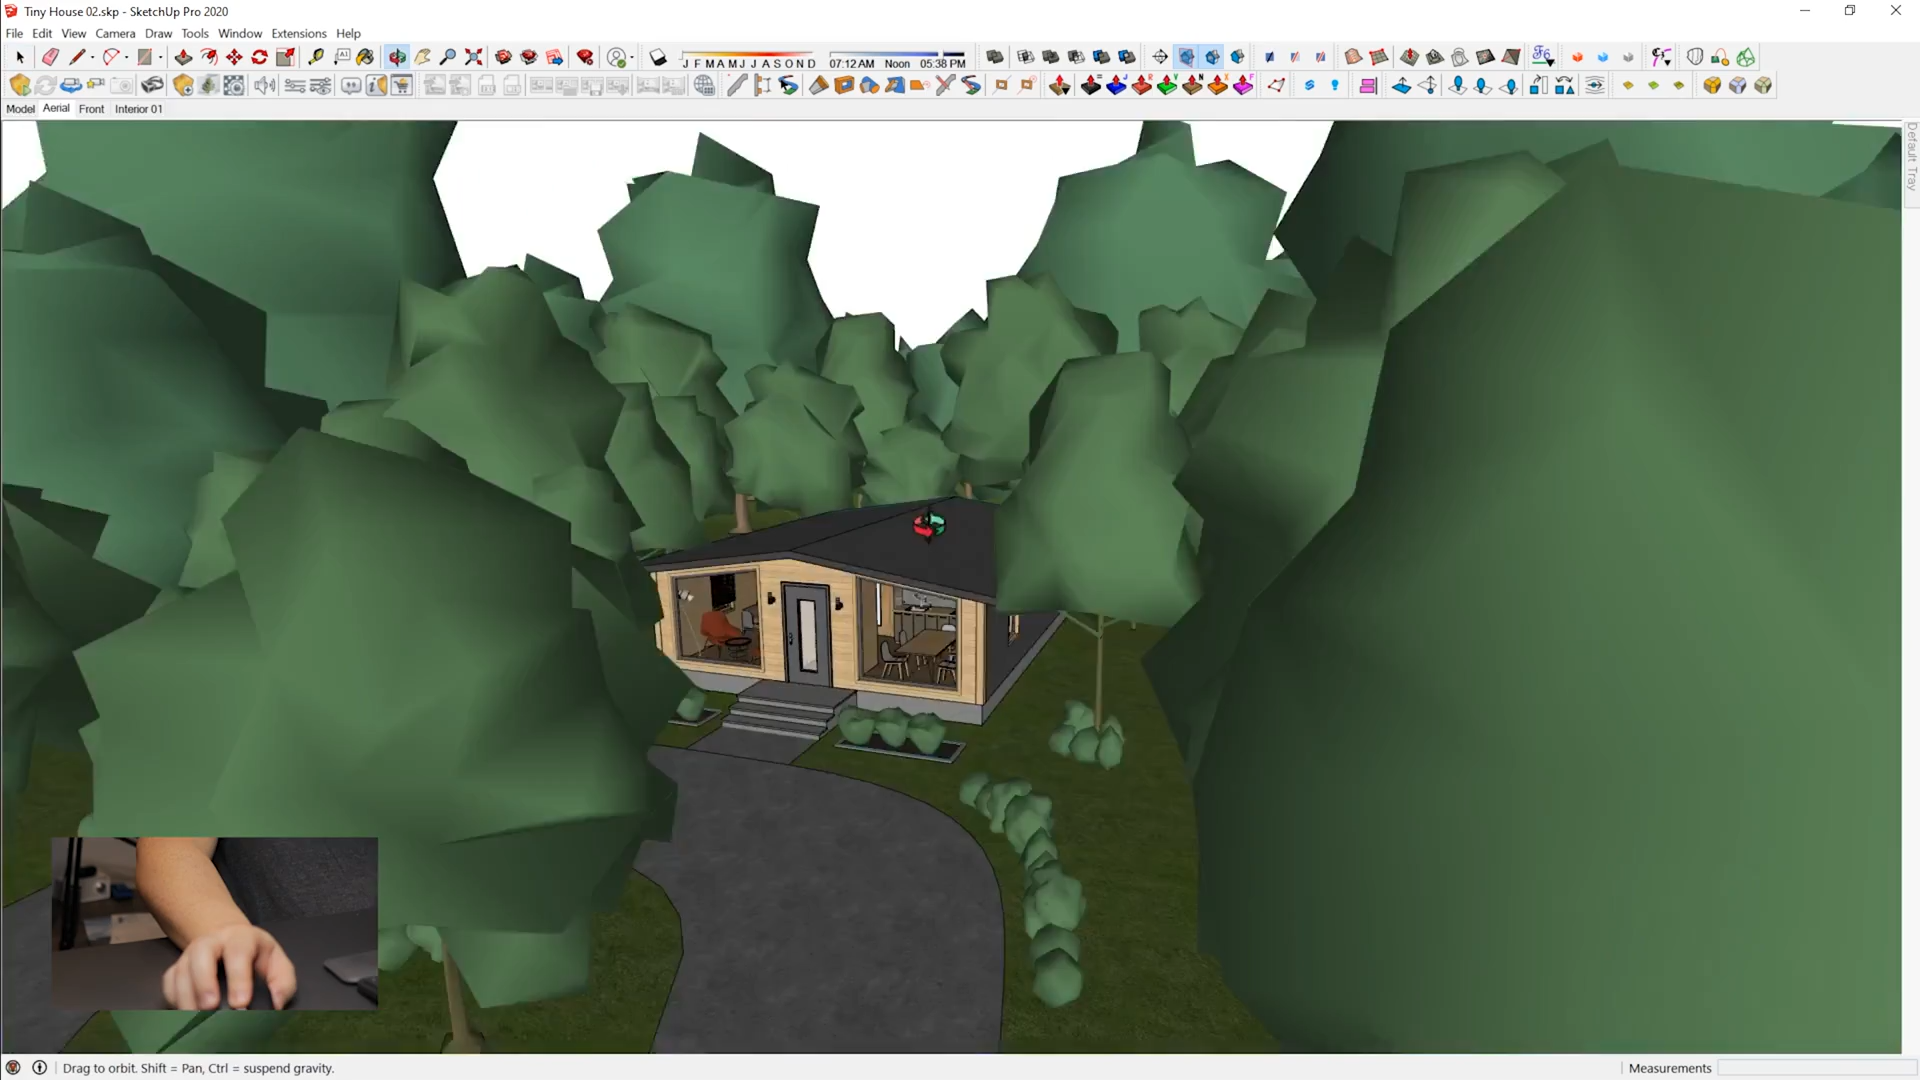 Tiny House 02.skp - SketchUp Pro 2020
File Edit View Camera Draw Tools Window Extensions Help
J F M A M J J A S O N D 07:12 AM Noon 05:38 PM
Model Aerial Front Interior 01
Default Tray
Drag to orbit. Shift = Pan, Ctrl = suspend gravity.
Measurements